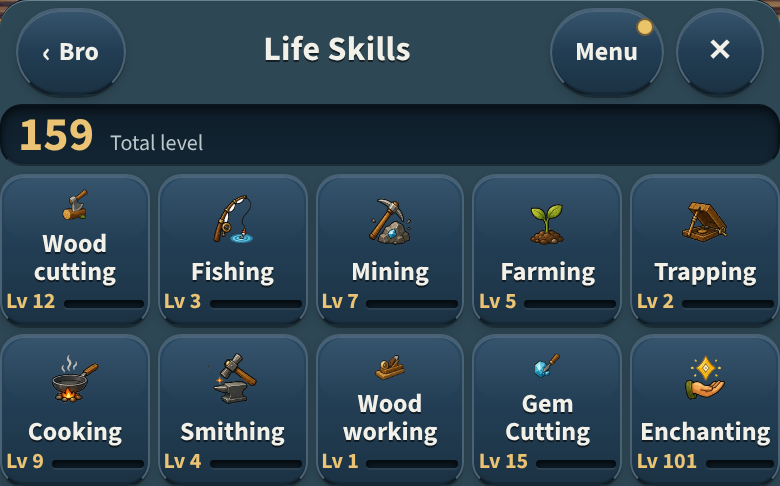 ‹ Bro
Life Skills
Menu
✕
159 Total level
Wood
cutting
Lv 12
Fishing
Lv 3
Mining
Lv 7
Farming
Lv 5
Trapping
Lv 2
Cooking
Lv 9
Smithing
Lv 4
Wood
working
Lv 1
Gem
Cutting
Lv 15
Enchanting
Lv 101